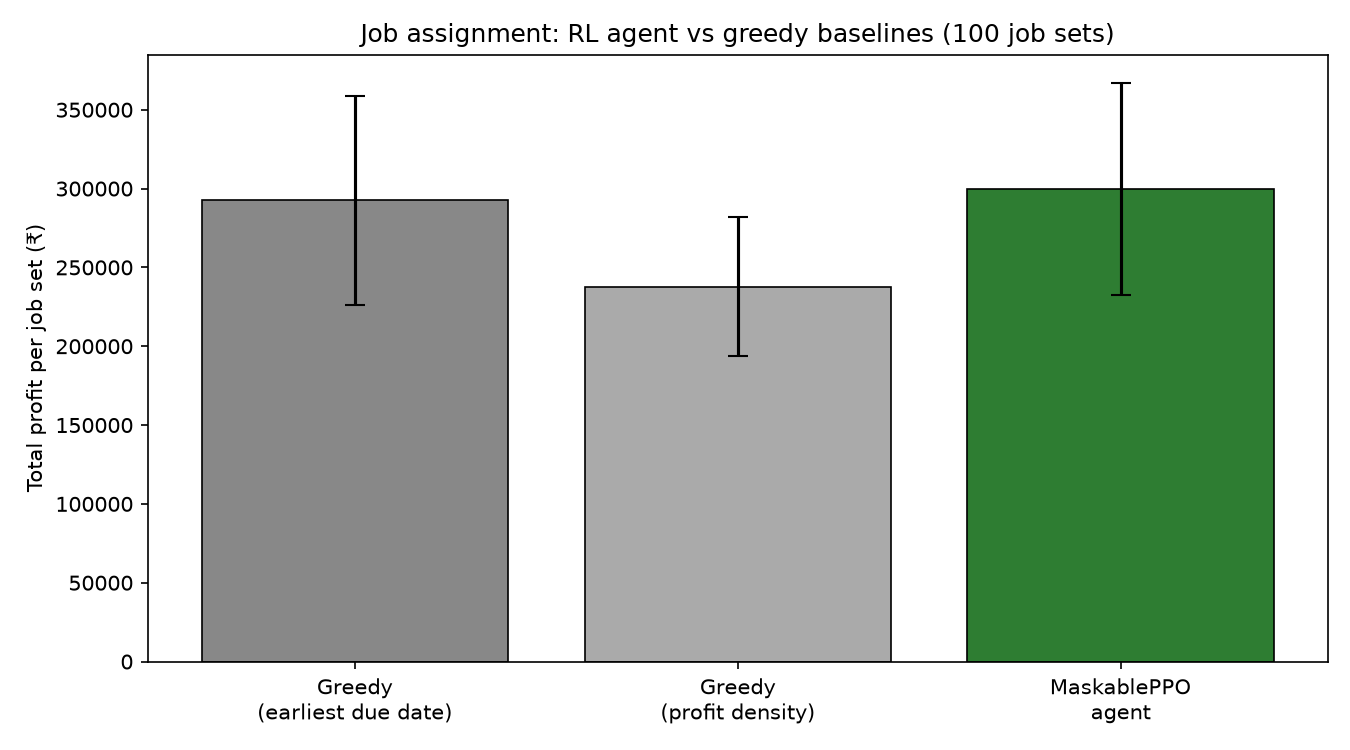 Job assignment: RL agent vs greedy baselines (100 job sets)
Total profit per job set (₹)
350000
300000
250000
200000
150000
100000
50000
0
Greedy
(earliest due date)
Greedy
(profit density)
MaskablePPO
agent